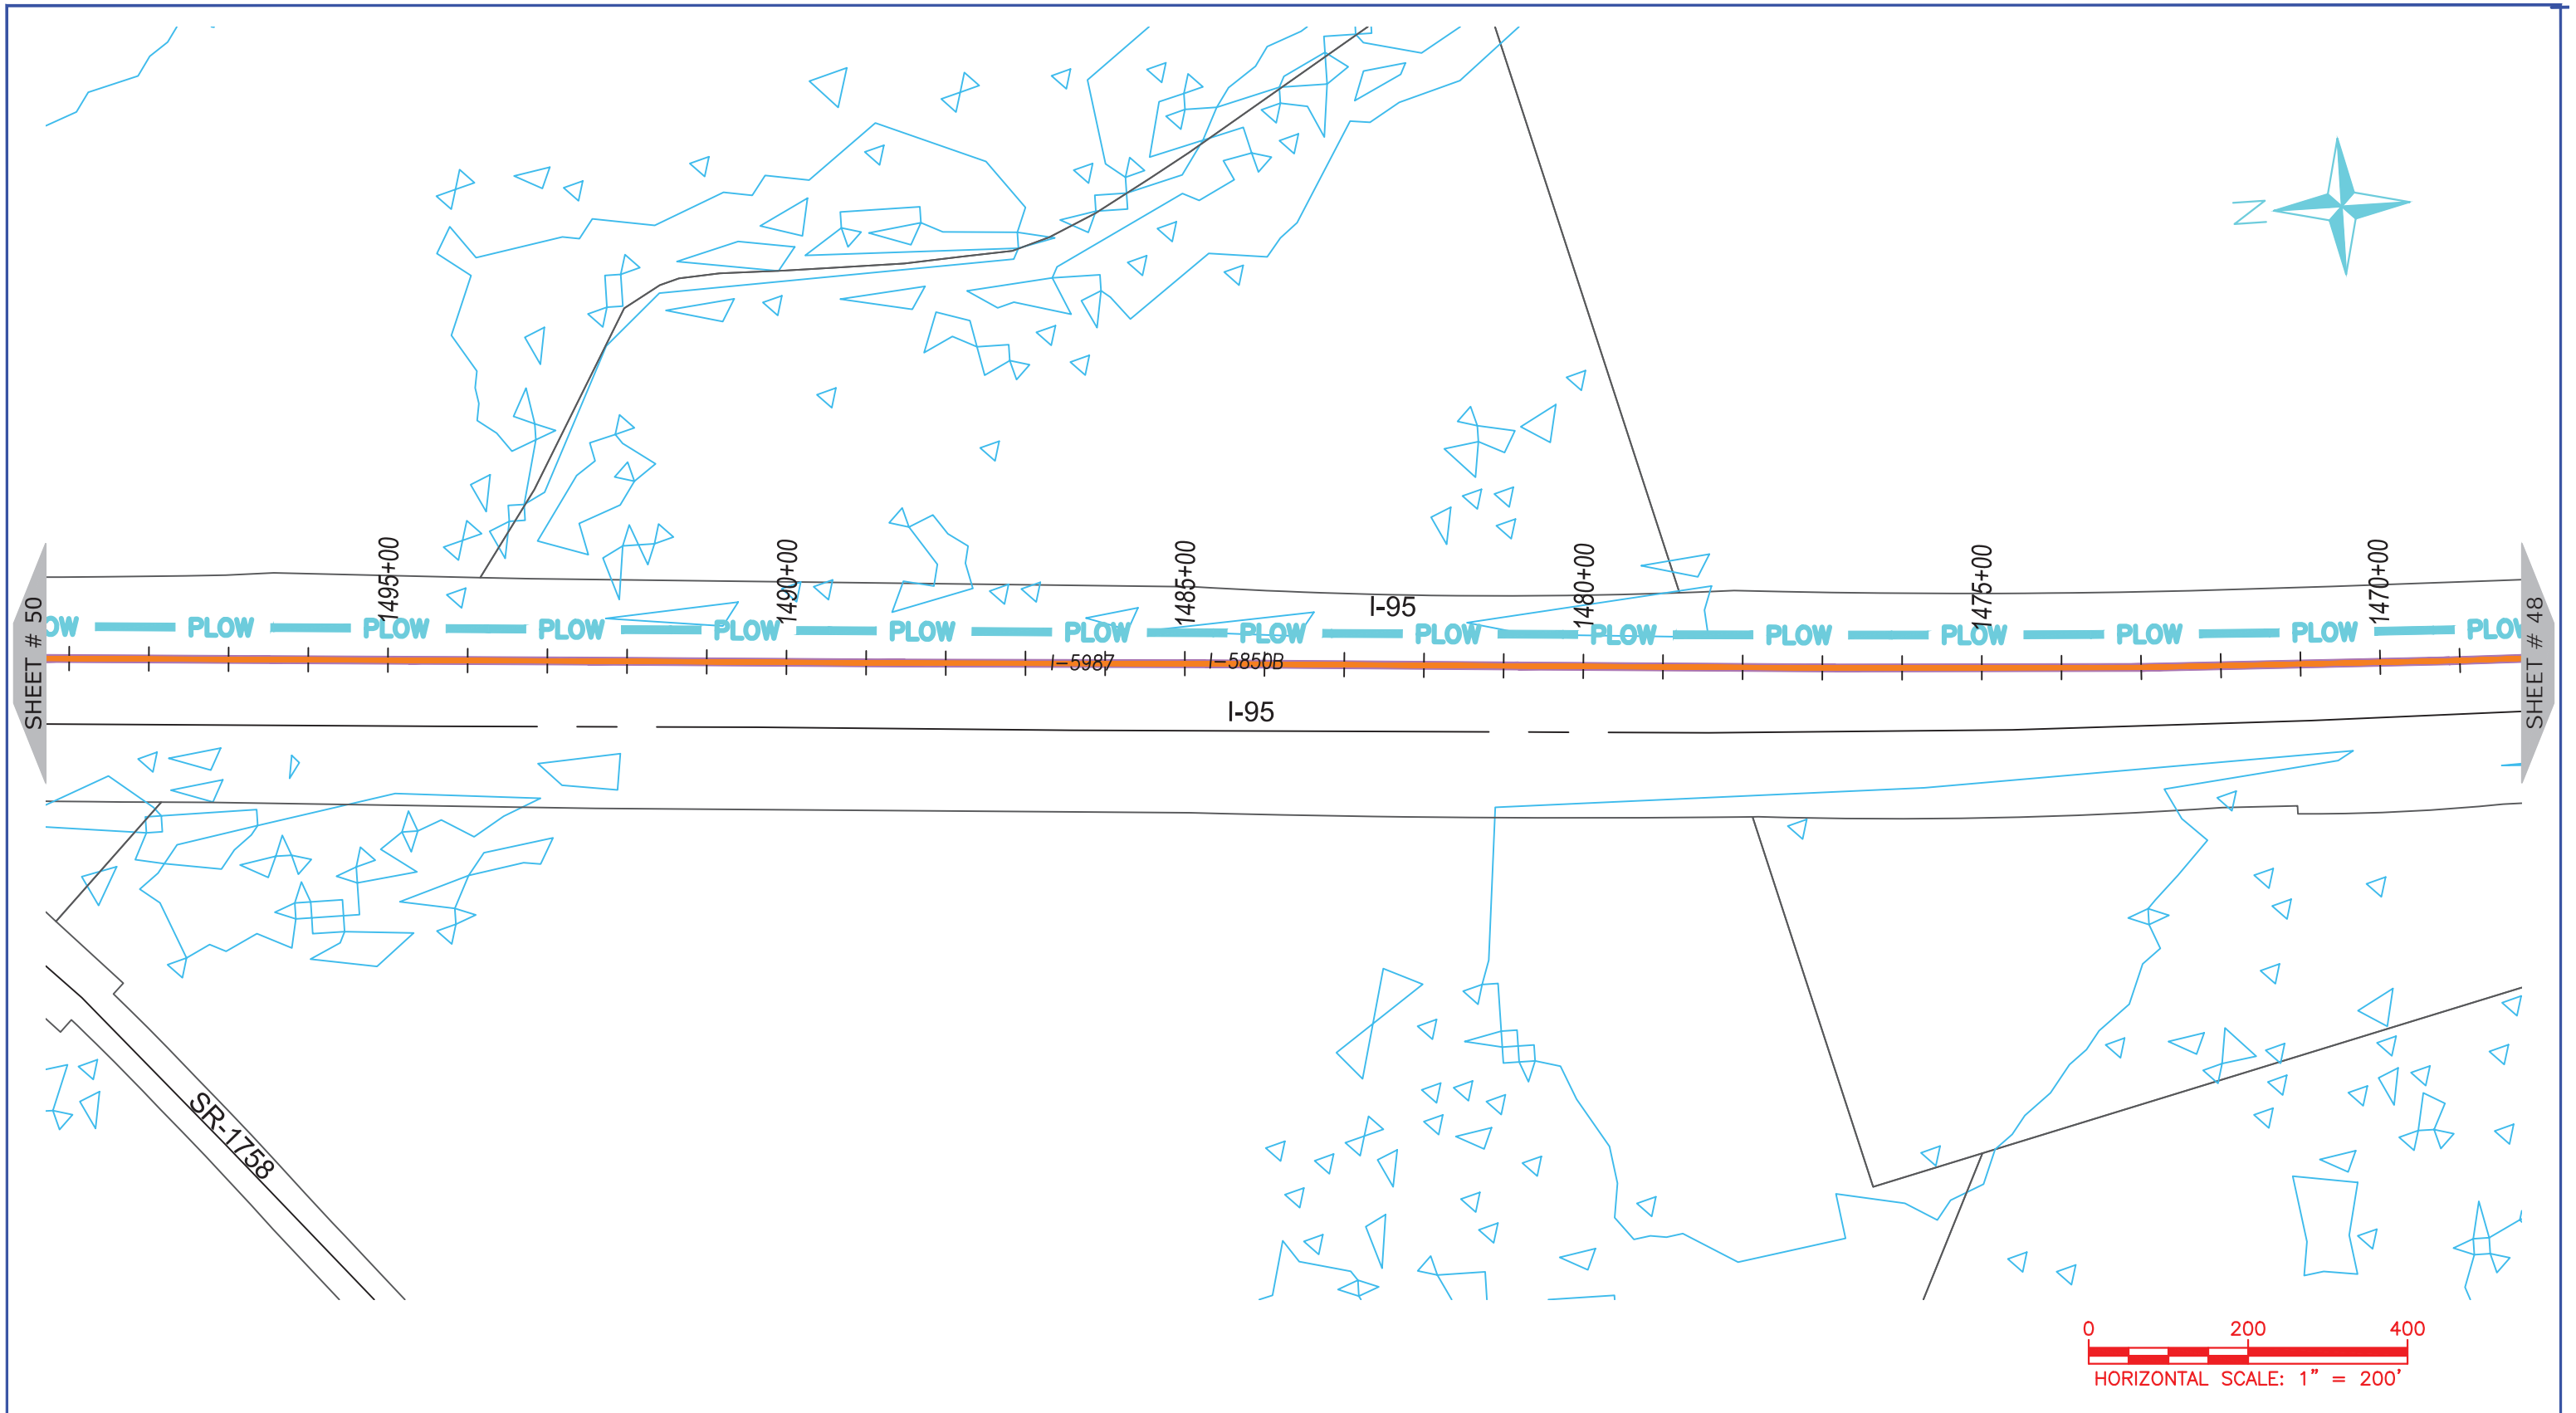 N
1495+00
1490+00
1485+00
1480+00
1475+00
1470+00
I-95
SHEET # 50
OW PLOW PLOW PLOW PLOW PLOW PLOW PLOW PLOW PLOW PLOW PLOW PLOW PLOW PLOW
SHEET # 48
I-5987 I-5850B
I-95
SR-1758
0 200 400
HORIZONTAL SCALE: 1" = 200'